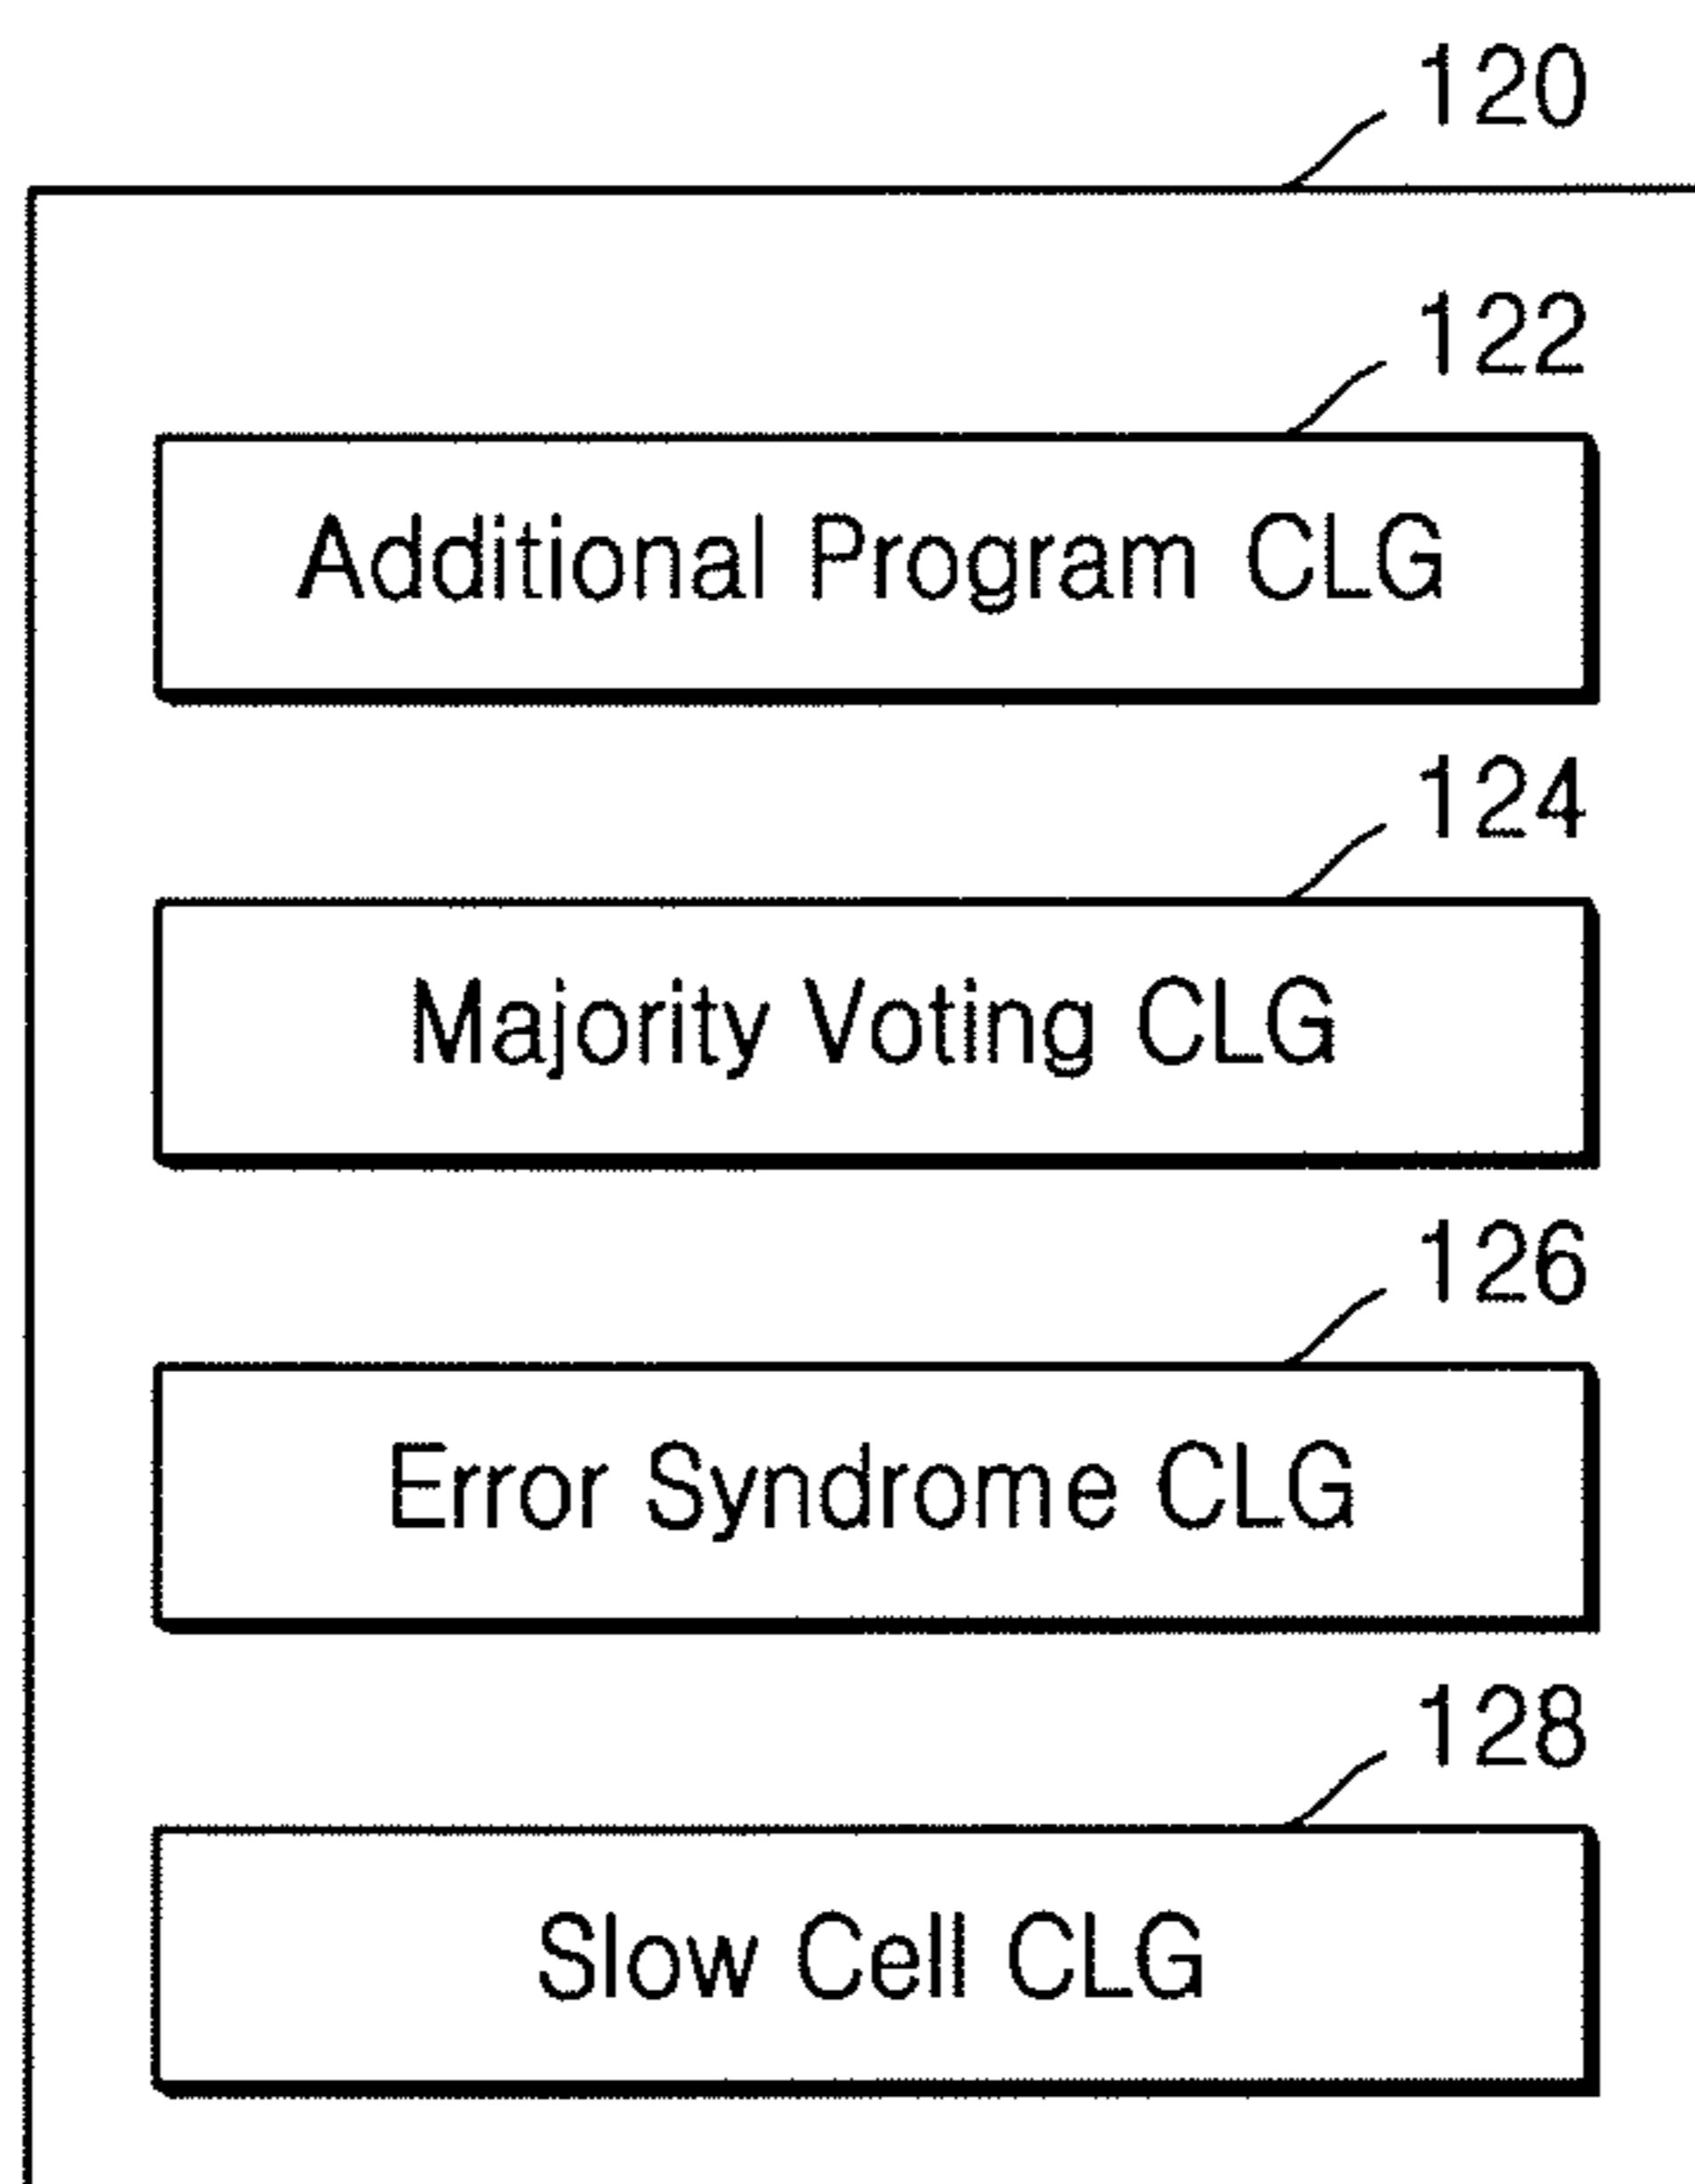 120
122
Additional Program CLG
124
Majority Voting CLG
126
Error Syndrome CLG
128
Slow Cell CLG